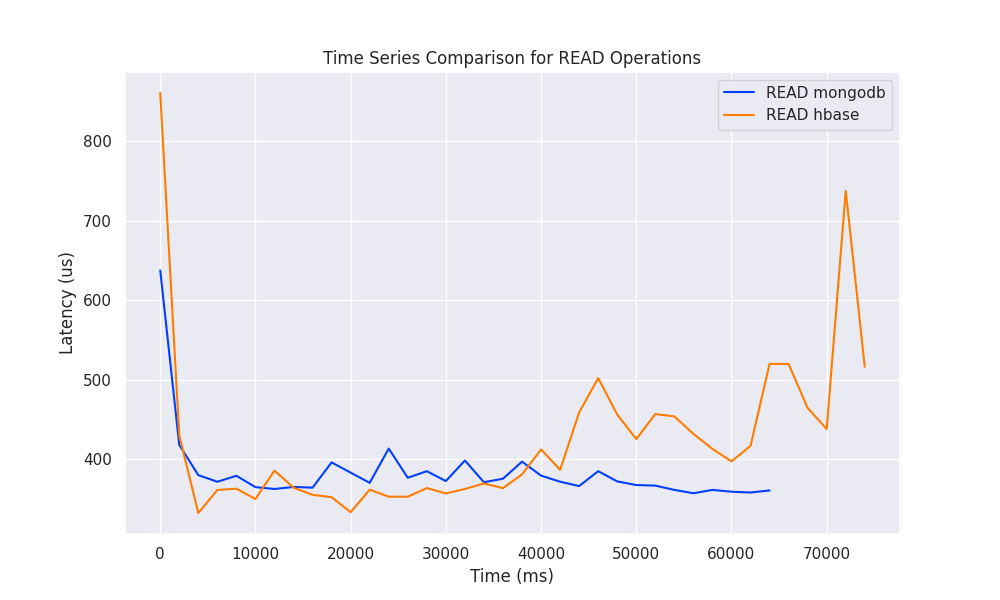 Time Series Comparison for READ Operations
READ mongodb
READ hbase
Latency (us)
800
700
600
500
400
0 10000 20000 30000 40000 50000 60000 70000
Time (ms)